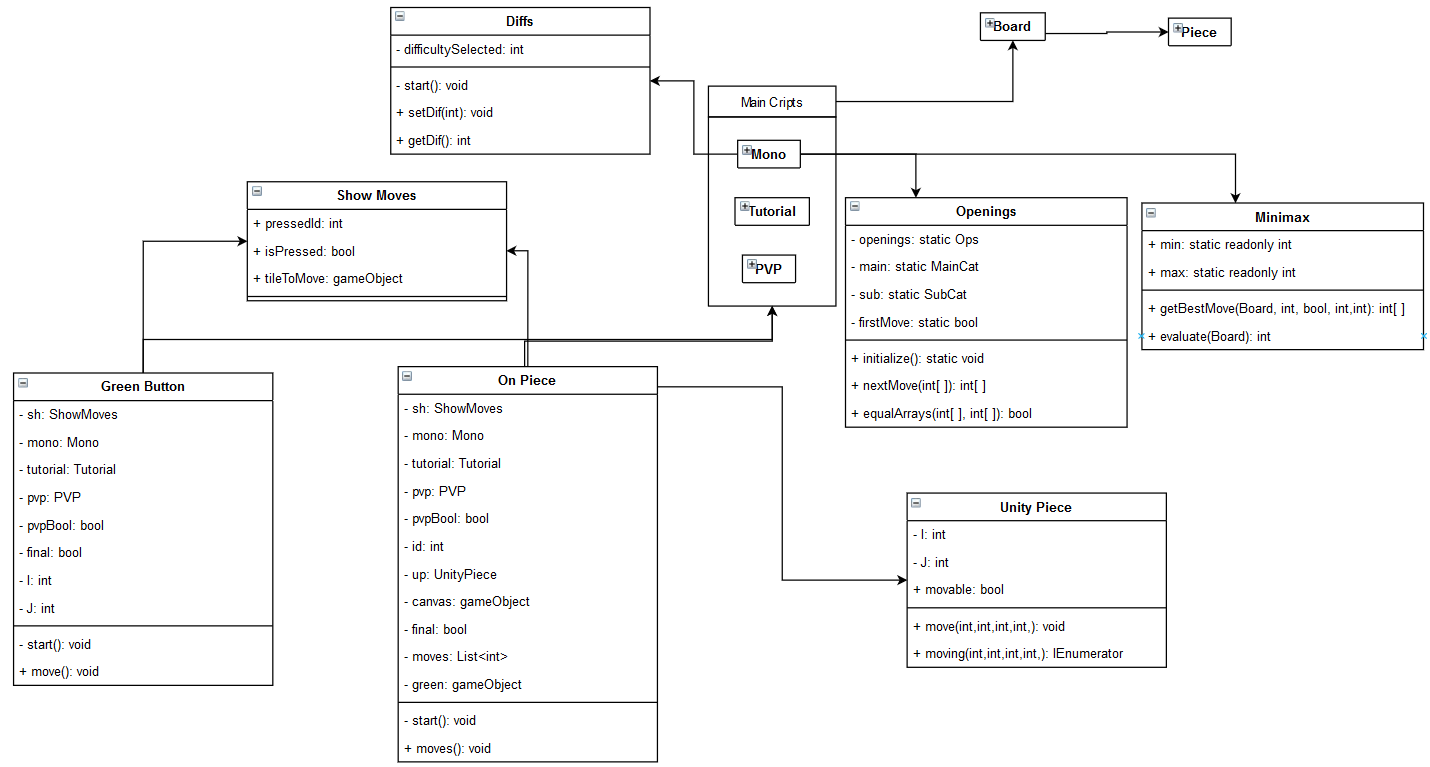 Diffs
- difficultySelected: int
- start(): void
+ setDif(int): void
+ getDif(): int
Board
Piece
Main Cripts
Mono
Tutorial
PVP
Show Moves
+ pressedId: int
+ isPressed: bool
+ tileToMove: gameObject
Openings
- openings: static Ops
- main: static MainCat
- sub: static SubCat
- firstMove: static bool
+ initialize(): static void
+ nextMove(int[ ]): int[ ]
+ equalArrays(int[ ], int[ ]): bool
Minimax
+ min: static readonly int
+ max: static readonly int
+ getBestMove(Board, int, bool, int,int): int[ ]
+ evaluate(Board): int
Green Button
- sh: ShowMoves
- mono: Mono
- tutorial: Tutorial
- pvp: PVP
- pvpBool: bool
- final: bool
- I: int
- J: int
- start(): void
+ move(): void
On Piece
- sh: ShowMoves
- mono: Mono
- tutorial: Tutorial
- pvp: PVP
- pvpBool: bool
- id: int
- up: UnityPiece
- canvas: gameObject
- final: bool
- moves: List<int>
- green: gameObject
- start(): void
+ moves(): void
Unity Piece
- I: int
- J: int
+ movable: bool
+ move(int,int,int,int,): void
+ moving(int,int,int,int,): IEnumerator